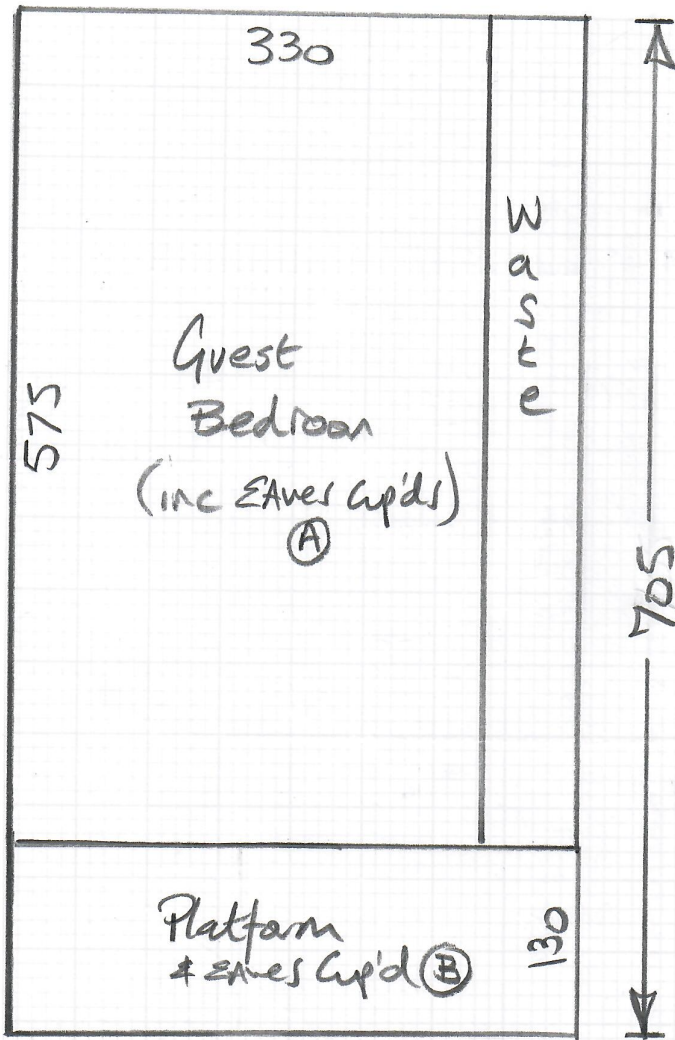 330
Waste
Guest
Bedroom
(inc EAves Cup'ds)
A
575
705
Platform
& EAves Cup'd B
130